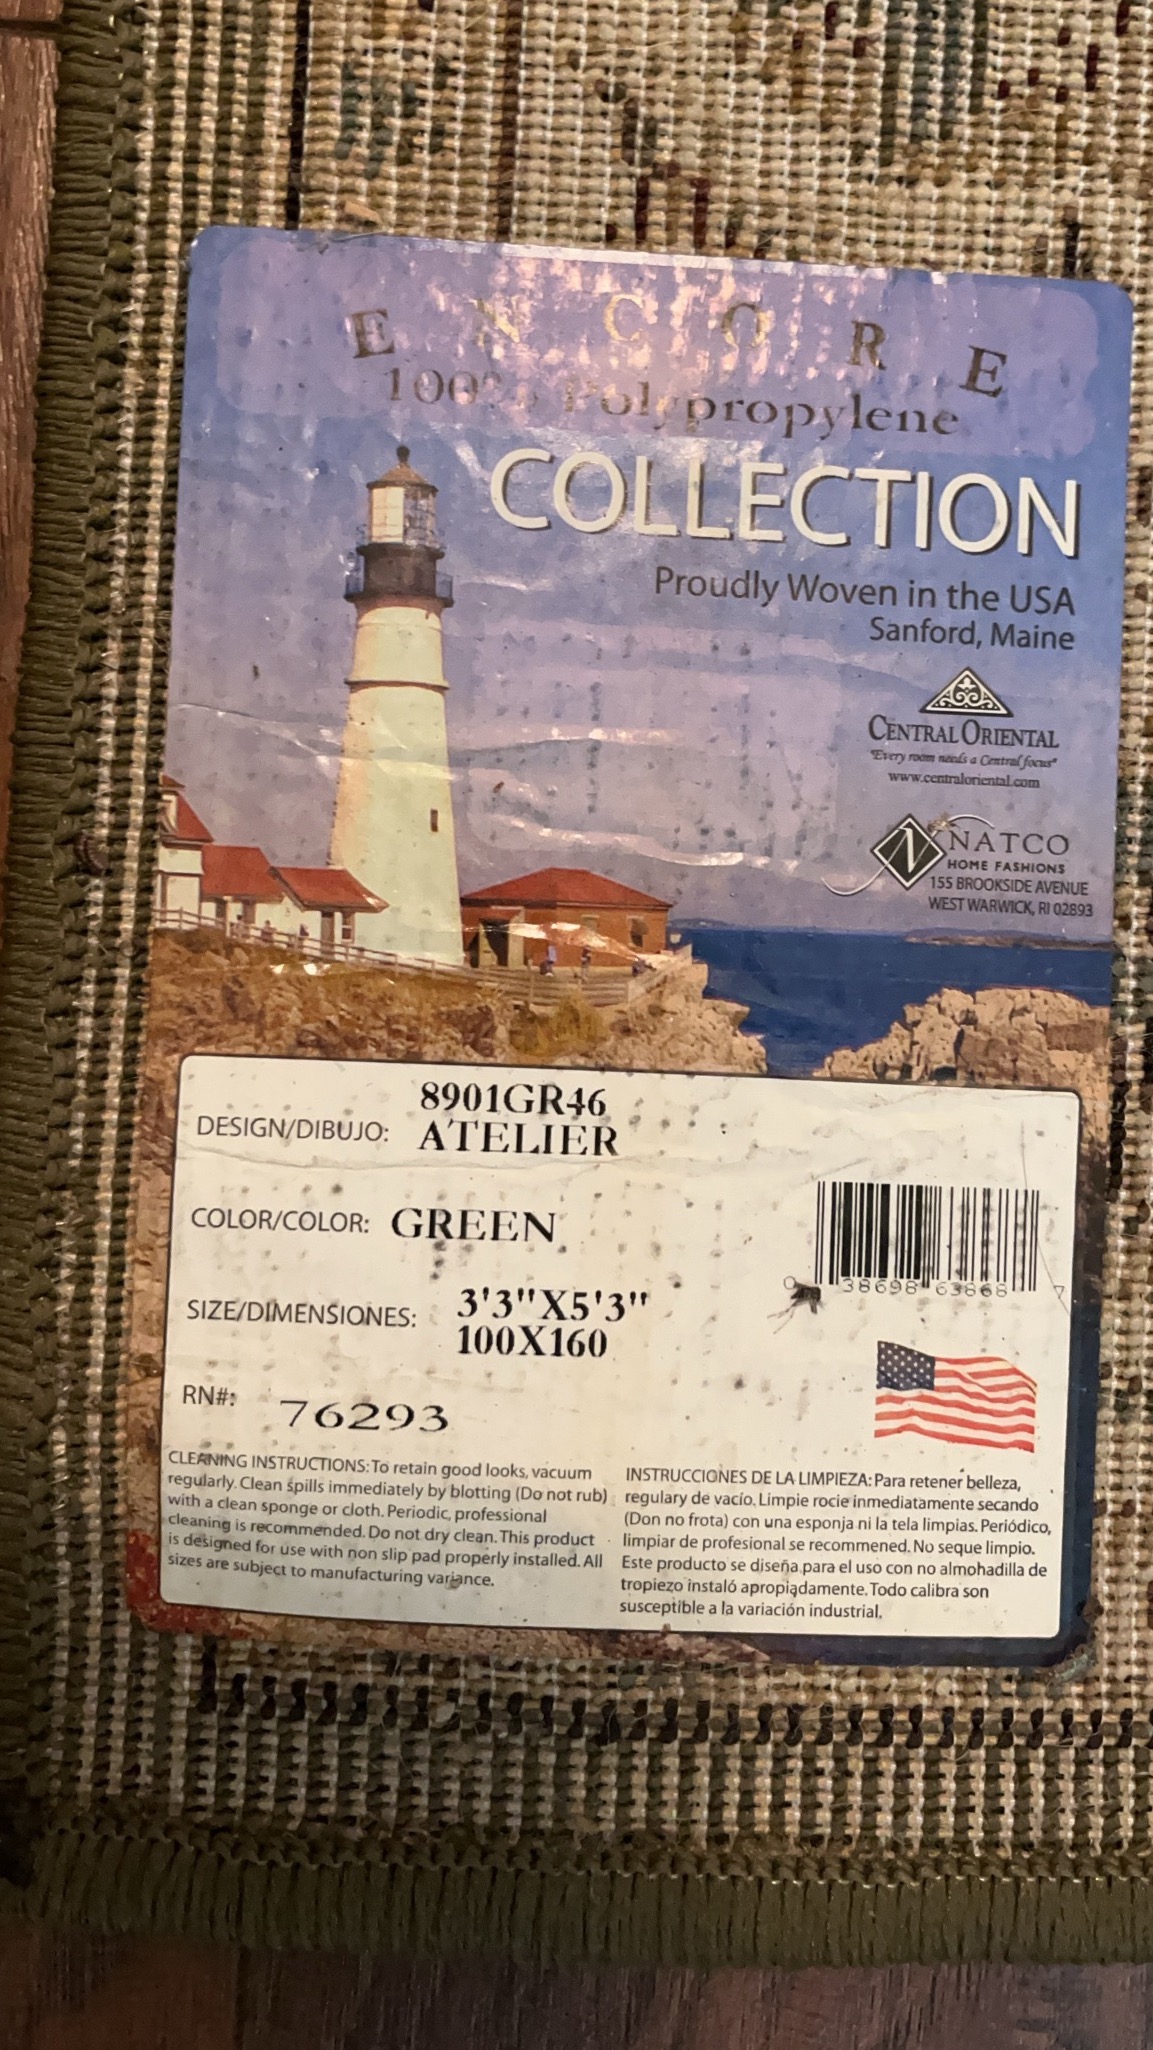 ENCORE
100% Polypropylene
COLLECTION
Proudly Woven in the USA
Sanford, Maine
CENTRAL ORIENTAL
"Every room needs a Central focus"
www.centraloriental.com
N NATCO
HOME FASHIONS
155 BROOKSIDE AVENUE
WEST WARWICK, RI 02893
8901GR46
DESIGN/DIBUJO: ATELIER
COLOR/COLOR: GREEN
SIZE/DIMENSIONES: 3'3"X5'3"
100X160
RN#: 76293
0 38698 63868 7
CLEANING INSTRUCTIONS: To retain good looks, vacuum
regularly. Clean spills immediately by blotting (Do not rub)
with a clean sponge or cloth. Periodic, professional
cleaning is recommended. Do not dry clean. This product
is designed for use with non slip pad properly installed. All
sizes are subject to manufacturing variance.
INSTRUCCIONES DE LA LIMPIEZA: Para retener belleza,
regulary de vacío. Limpie rocie inmediatamente secando
(Don no frota) con una esponja ni la tela limpias. Periódico,
limpiar de profesional se recommened. No seque limpio.
Este producto se diseña para el uso con no almohadilla de
tropiezo instaló apropiadamente. Todo calibra son
susceptible a la variación industrial.